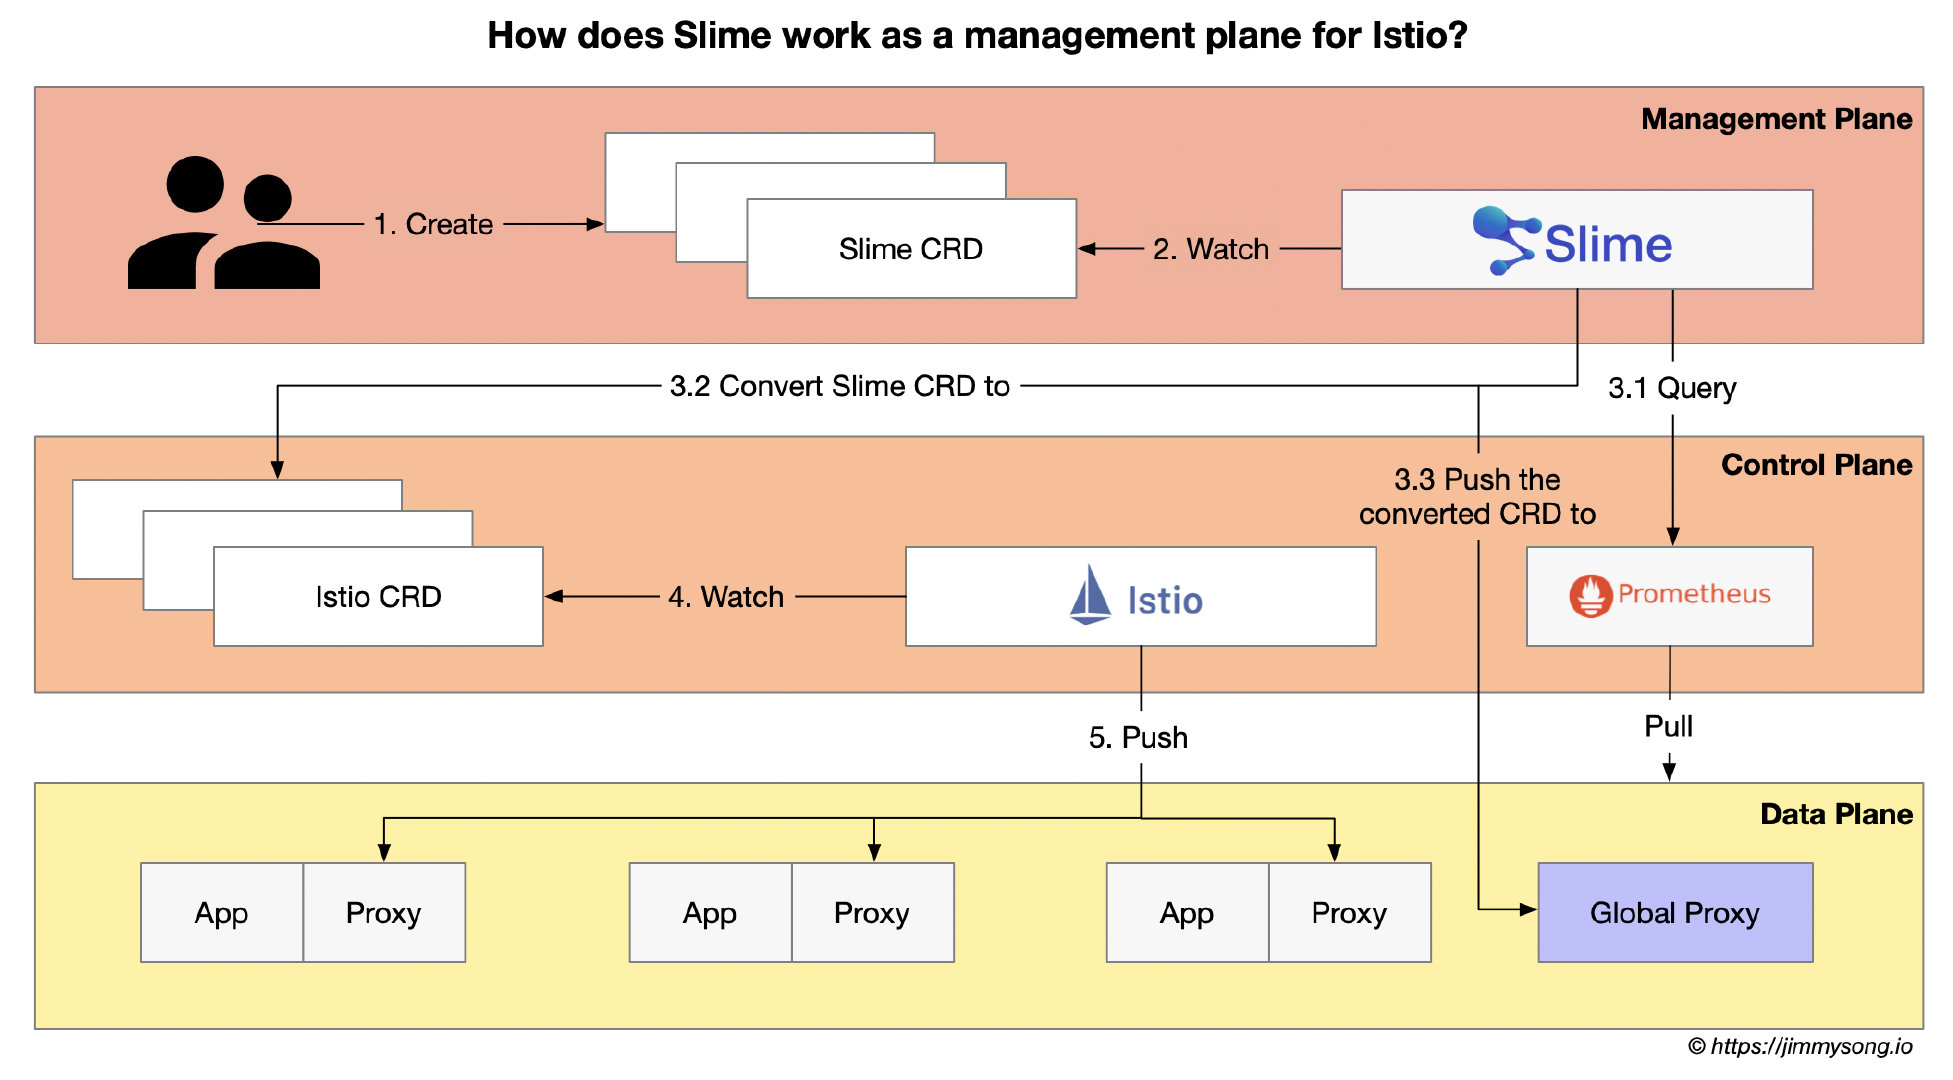 How does Slime work as a management plane for Istio?
Management Plane
1. Create
Slime CRD
2. Watch
Slime
3.2 Convert Slime CRD to
3.1 Query
Control Plane
3.3 Push the
converted CRD to
Istio CRD
4. Watch
Istio
Prometheus
5. Push
Pull
Data Plane
App
Proxy
App
Proxy
App
Proxy
Global Proxy
© https://jimmysong.io